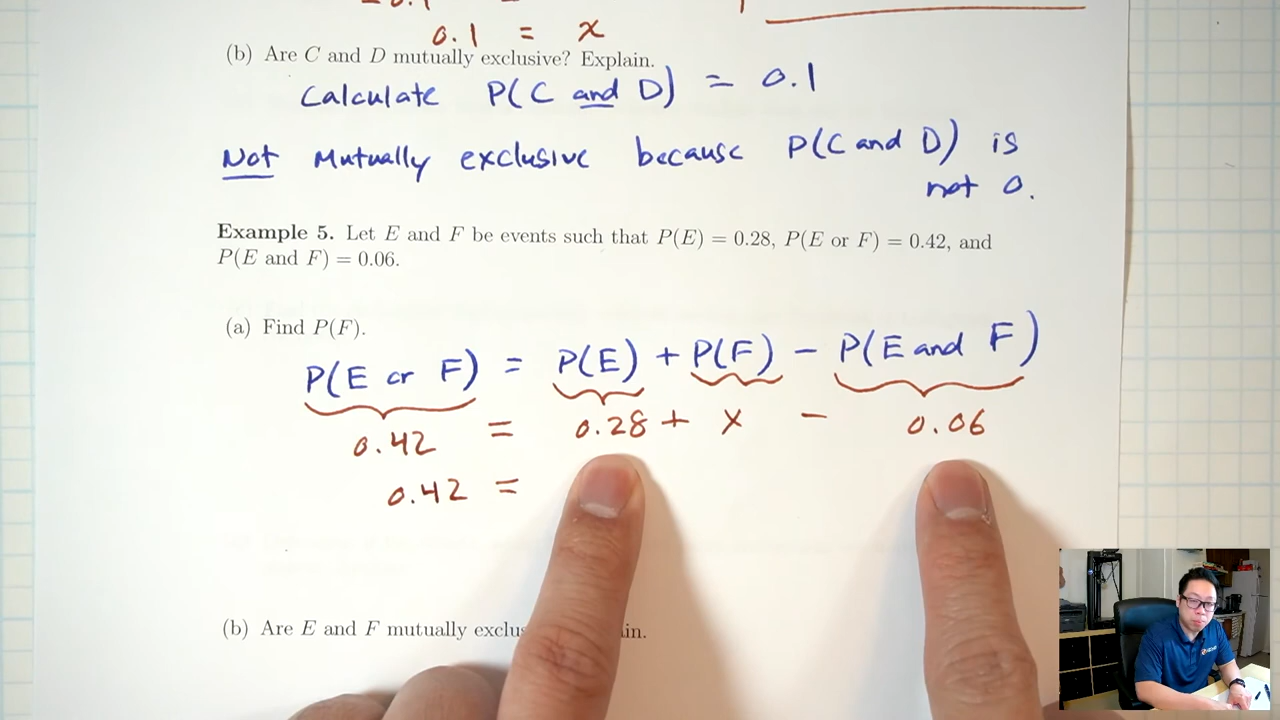 0.1 = x
(b) Are C and D mutually exclusive? Explain.
Calculate P(C and D) = 0.1
Not Mutually exclusive because P(C and D) is
not 0.
Example 5. Let E and F be events such that P(E) = 0.28, P(E or F) = 0.42, and
P(E and F) = 0.06.
(a) Find P(F).
P(E or F) = P(E) + P(F) − P(E and F)
0.42 = 0.28 + x − 0.06
0.42 =
(b) Are E and F mutually